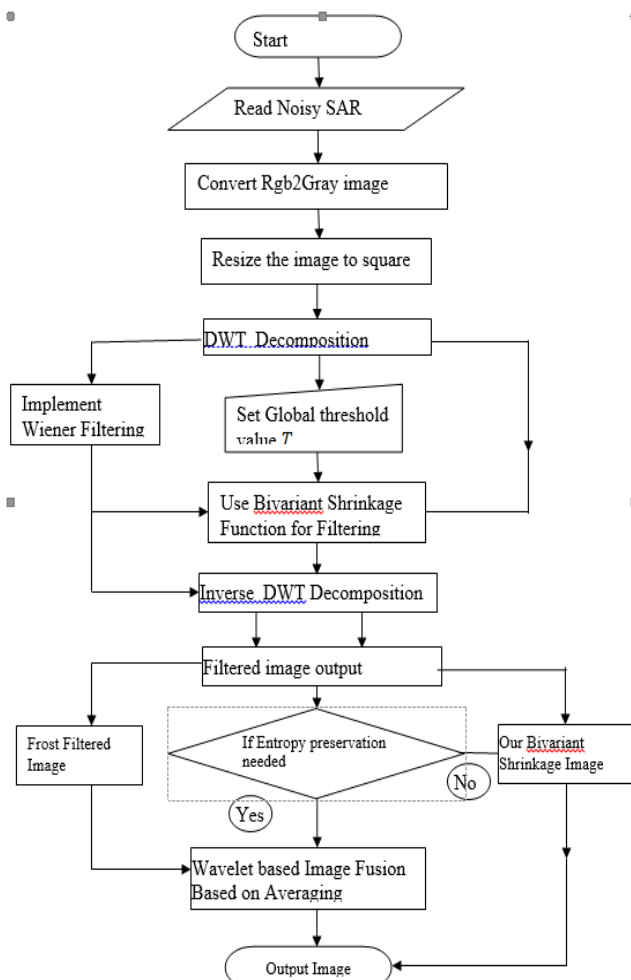 Start
Read Noisy SAR
Convert Rgb2Gray image
Resize the image to square
DWT Decomposition
Implement
Wiener Filtering
Set Global threshold
value T
Use Bivariant Shrinkage
Function for Filtering
Inverse DWT Decomposition
Filtered image output
Frost Filtered
Image
If Entropy preservation
needed
Our Bivariant
Shrinkage Image
No
Yes
Wavelet based Image Fusion
Based on Averaging
Output Image